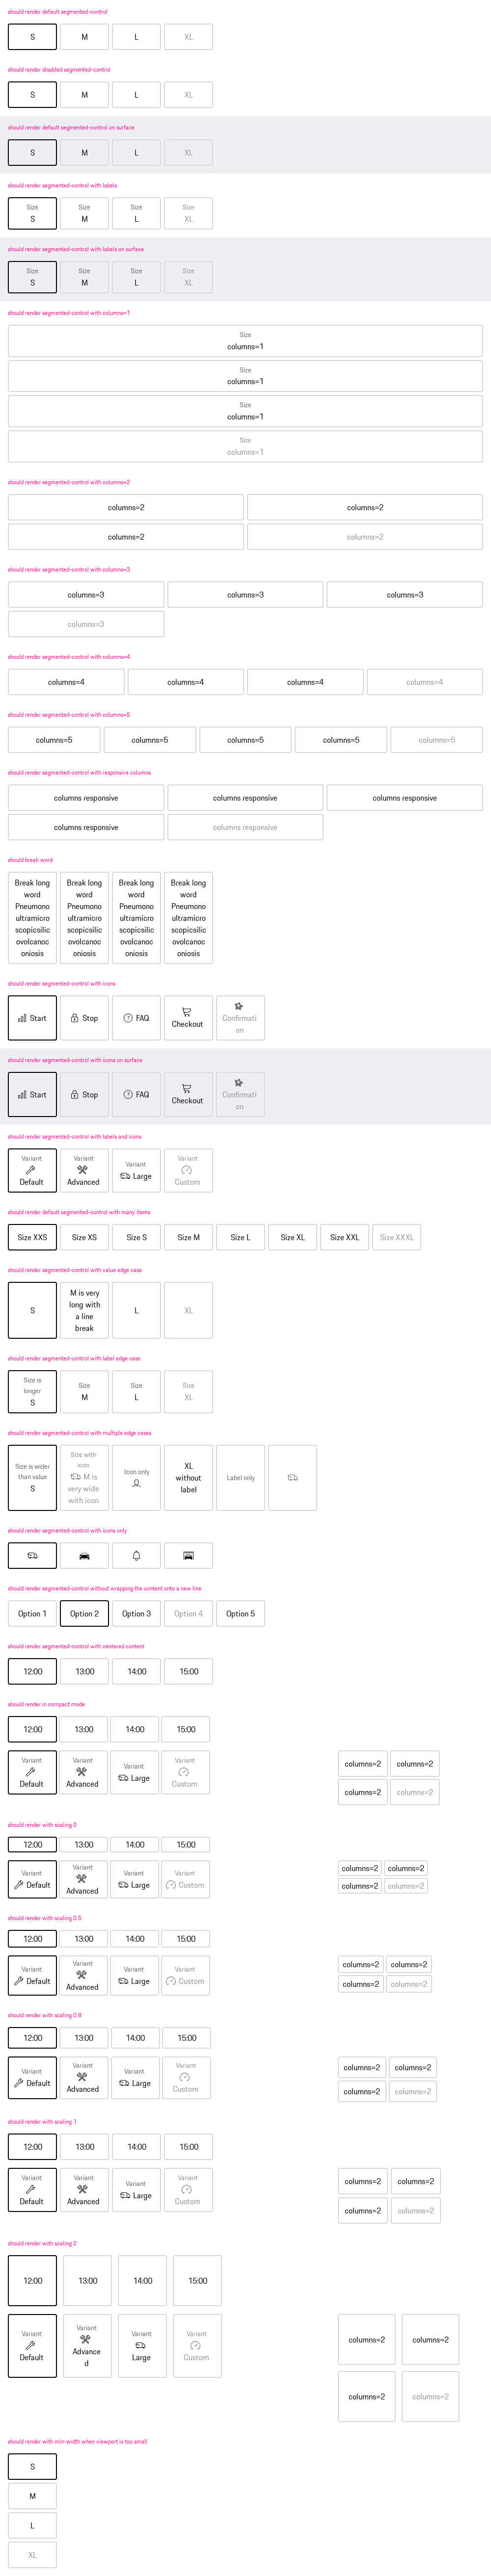 should render default segmented-control
S M L XL
should render disabled segmented-control
S M L XL
should render default segmented-control on surface
S M L XL
should render segmented-control with labels
Size Size Size Size
S M L XL
should render segmented-control with labels on surface
Size Size Size Size
S M L XL
should render segmented-control with columns=1
Size
columns=1
Size
columns=1
Size
columns=1
Size
columns=1
should render segmented-control with columns=2
columns=2 columns=2
columns=2 columns=2
should render segmented-control with columns=3
columns=3 columns=3 columns=3
columns=3
should render segmented-control with columns=4
columns=4 columns=4 columns=4 columns=4
should render segmented-control with columns=5
columns=5 columns=5 columns=5 columns=5 columns=5
should render segmented-control with responsive columns
columns responsive columns responsive columns responsive
columns responsive columns responsive
should break word
Break long Break long Break long Break long
word word word word
Pneumono Pneumono Pneumono Pneumono
ultramicro ultramicro ultramicro ultramicro
scopicsilic scopicsilic scopicsilic scopicsilic
ovolcanoc ovolcanoc ovolcanoc ovolcanoc
oniosis oniosis oniosis oniosis
should render segmented-control with icons
Start Stop FAQ Checkout Confirmati
on
should render segmented-control with icons on surface
Start Stop FAQ Checkout Confirmati
on
should render segmented-control with labels and icons
Variant Variant Variant Variant
Default Advanced Large Custom
should render default segmented-control with many items
Size XXS Size XS Size S Size M Size L Size XL Size XXL Size XXXL
should render segmented-control with value edge case
S M is very L XL
long with
a line
break
should render segmented-control with label edge case
Size is Size Size Size
longer
S M L XL
should render segmented-control with multiple edge cases
Size is wider
than value
S
Size with
icon
M is
very wide
with icon
Icon only
XL
without
label
Label only
should render segmented-control with icons only
should render segmented-control without wrapping the content onto a new line
Option 1 Option 2 Option 3 Option 4 Option 5
should render segmented-control with centered content
12:00 13:00 14:00 15:00
should render in compact mode
12:00 13:00 14:00 15:00
Variant Variant Variant Variant
Default Advanced Large Custom
columns=2 columns=2
columns=2 columns=2
should render with scaling 0
12:00 13:00 14:00 15:00
Variant Variant Variant Variant
Default Advanced Large Custom
columns=2 columns=2
columns=2 columns=2
should render with scaling 0.5
12:00 13:00 14:00 15:00
Variant Variant Variant Variant
Default Advanced Large Custom
columns=2 columns=2
columns=2 columns=2
should render with scaling 0.8
12:00 13:00 14:00 15:00
Variant Variant Variant Variant
Default Advanced Large Custom
columns=2 columns=2
columns=2 columns=2
should render with scaling 1
12:00 13:00 14:00 15:00
Variant Variant Variant Variant
Default Advanced Large Custom
columns=2 columns=2
columns=2 columns=2
should render with scaling 2
12:00 13:00 14:00 15:00
Variant Variant Variant Variant
Default Advance Large Custom
d
columns=2 columns=2
columns=2 columns=2
should render with min-width when viewport is too small
S
M
L
XL